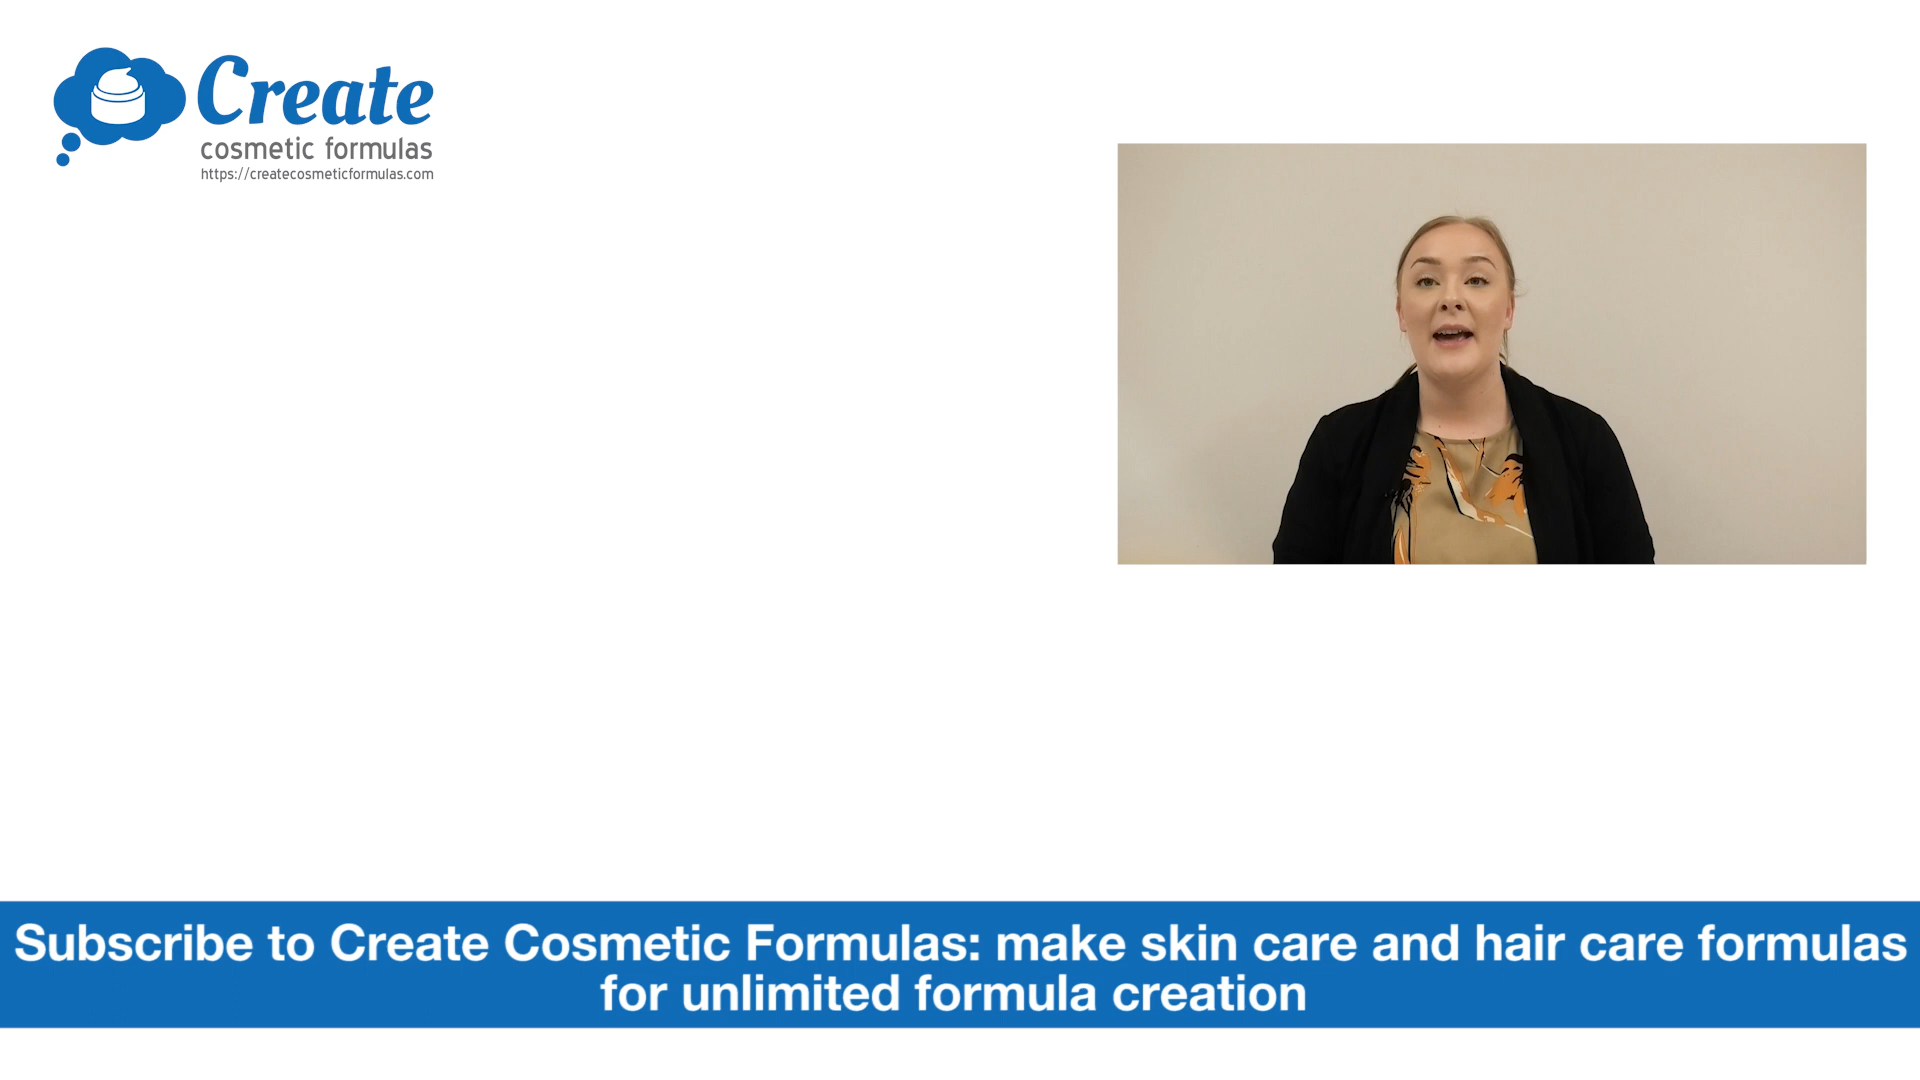 Create
cosmetic formulas
https://createcosmeticformulas.com
Subscribe to Create Cosmetic Formulas: make skin care and hair care formulas
for unlimited formula creation